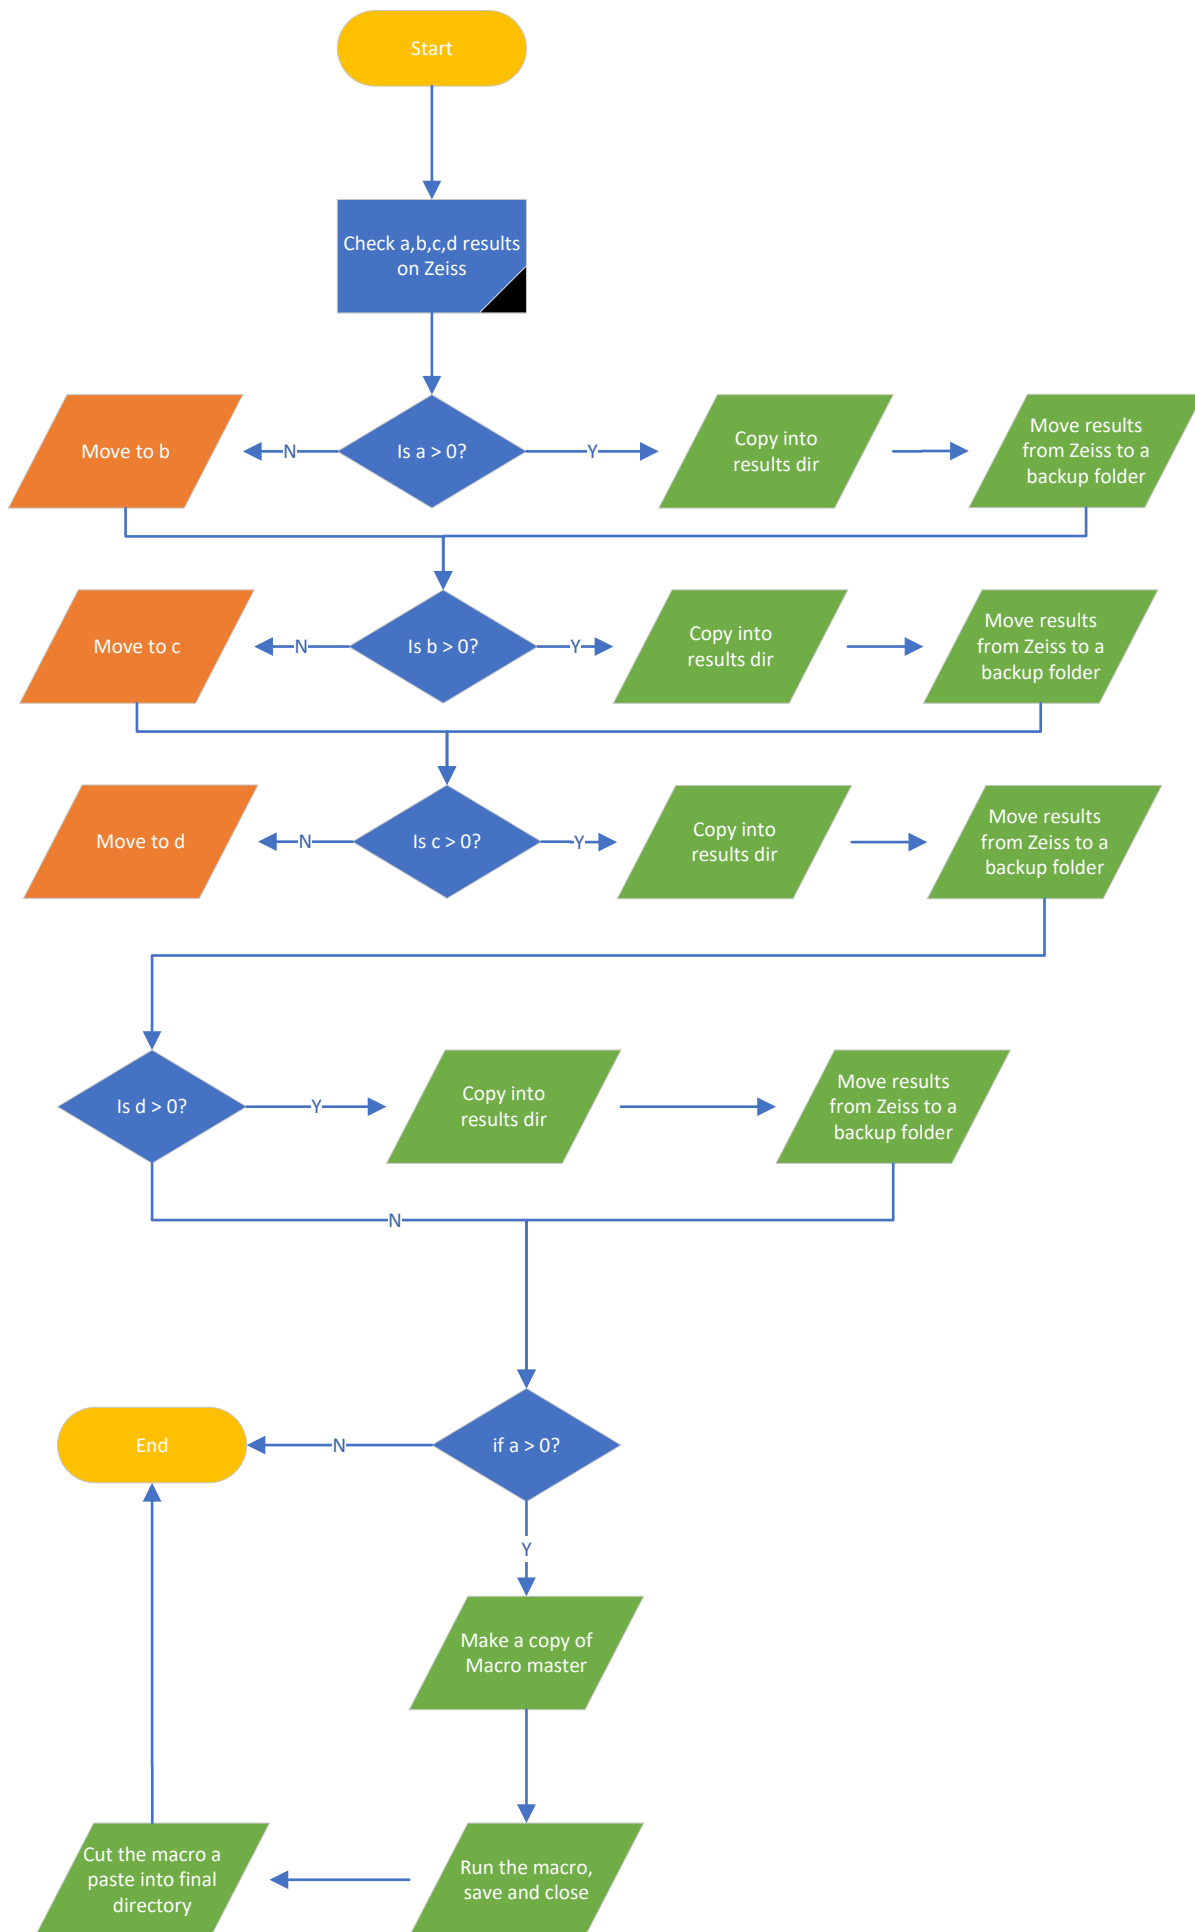 Start
Check a,b,c,d results
on Zeiss
Move to b
N
Is a > 0?
Y
Copy into
results dir
Move results
from Zeiss to a
backup folder
Move to c
N
Is b > 0?
Y
Copy into
results dir
Move results
from Zeiss to a
backup folder
Move to d
N
Is c > 0?
Y
Copy into
results dir
Move results
from Zeiss to a
backup folder
Is d > 0?
Y
Copy into
results dir
Move results
from Zeiss to a
backup folder
N
End
N
if a > 0?
Y
Make a copy of
Macro master
Cut the macro a
paste into final
directory
Run the macro,
save and close